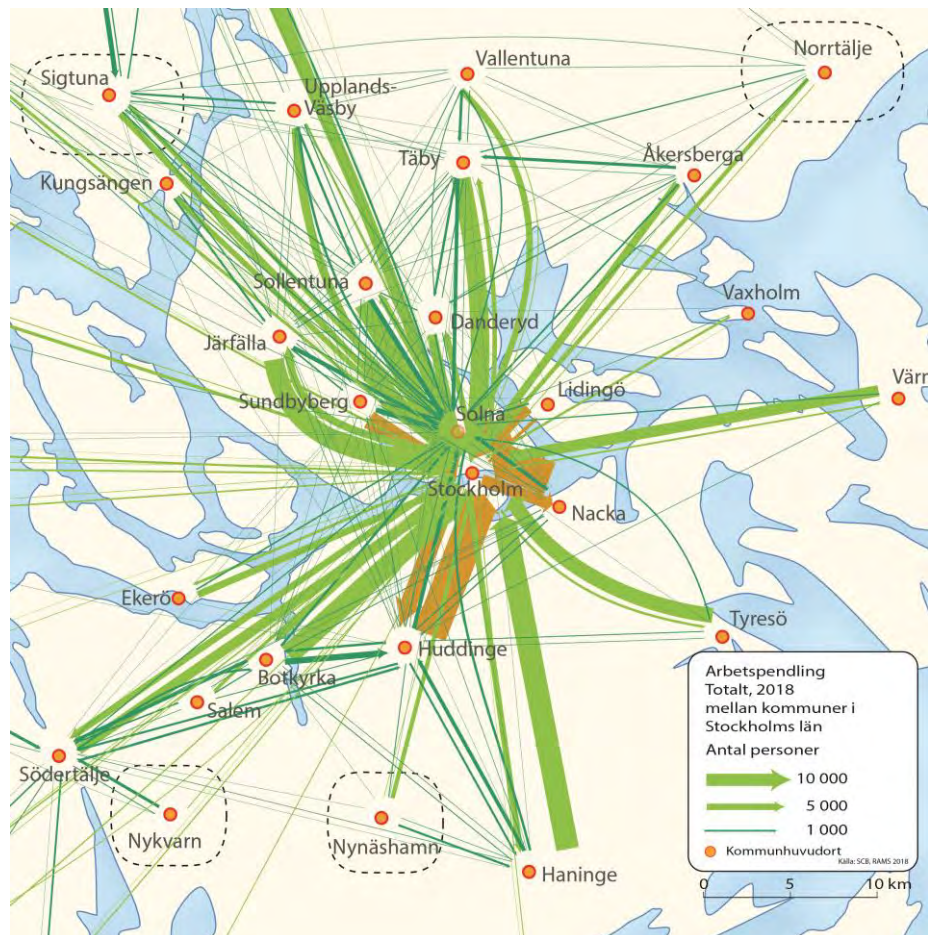 Norrtälje
Vallentuna
Sigtuna
Upplands-
Väsby
Täby
Åkersberga
Kungsängen
Sollentuna
Vaxholm
Danderyd
Järfälla
Värr
Lidingö
Sundbyberg
Solna
Stockholm
Nacka
Ekerö
Tyresö
Huddinge
Botkyrka
Salem
Södertälje
Nykvarn
Nynäshamn
Haninge
Arbetspendling
Totalt, 2018
mellan kommuner i
Stockholms län
Antal personer
10 000
5 000
1 000
Kommunhuvudort
Källa: SCB, RAMS 2018
0 5 10 km